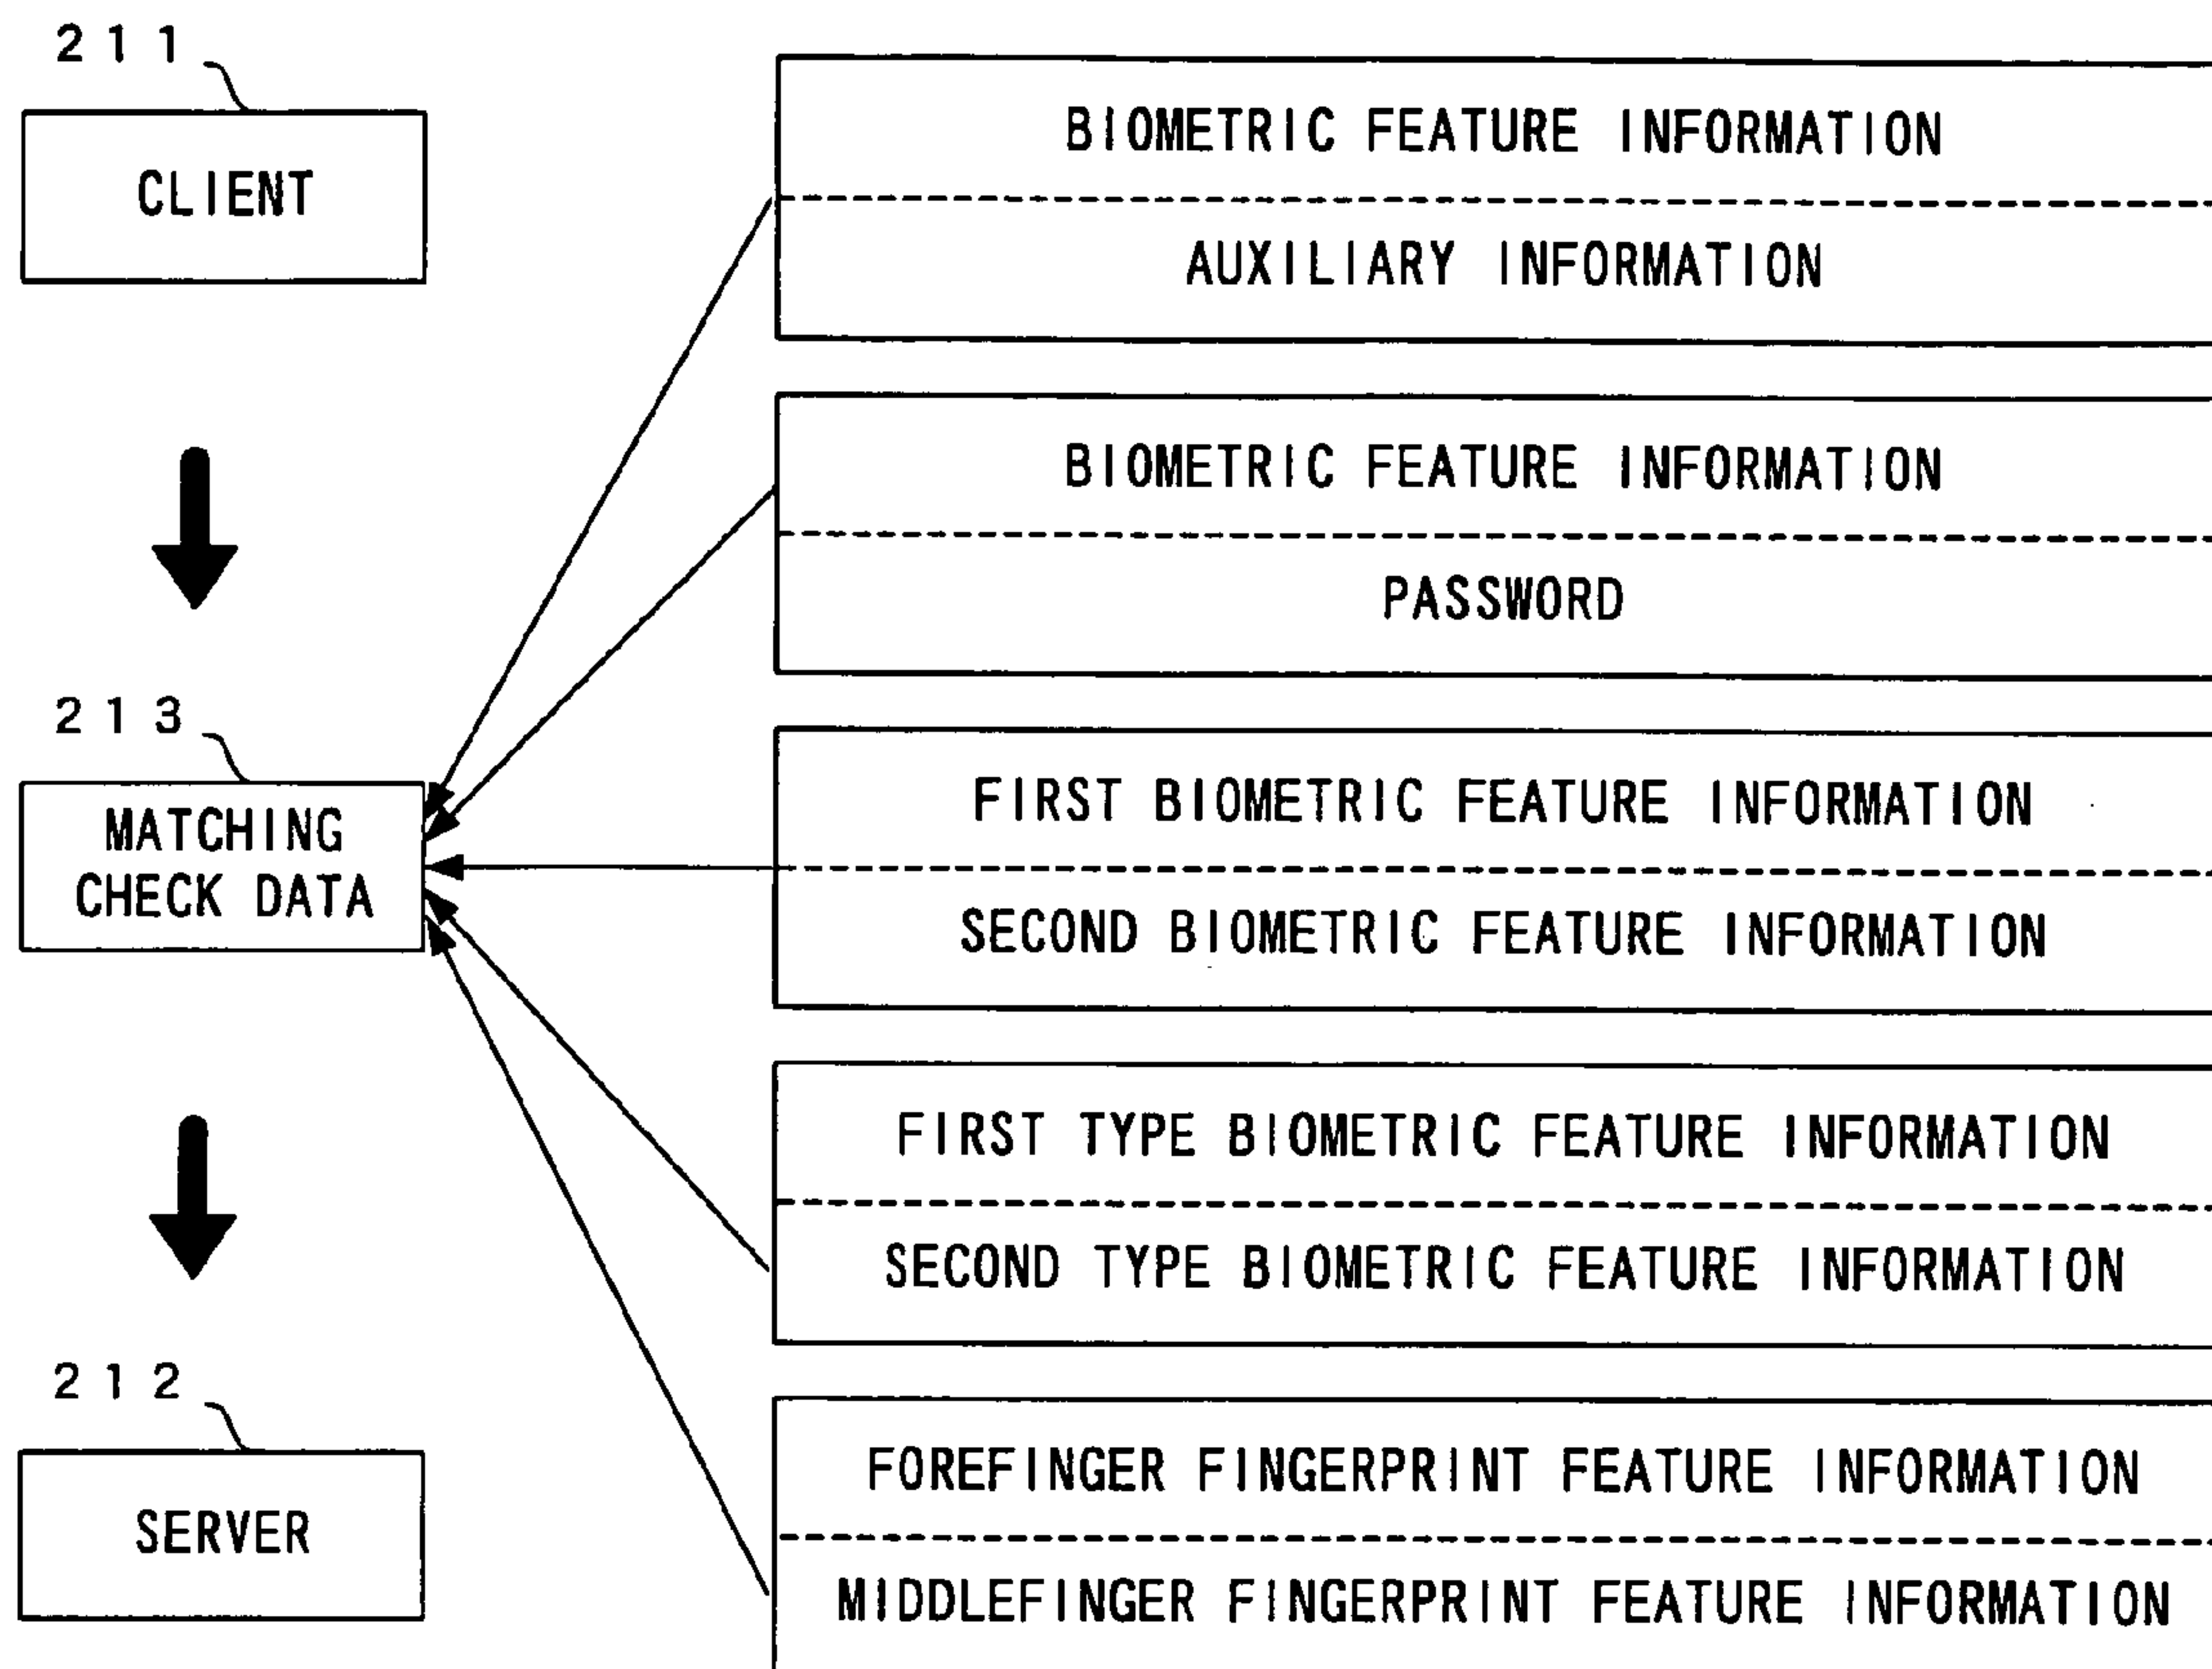 211
CLIENT
213
MATCHING
CHECK DATA
212
SERVER
BIOMETRIC FEATURE INFORMATION
AUXILIARY INFORMATION
BIOMETRIC FEATURE INFORMATION
PASSWORD
FIRST BIOMETRIC FEATURE INFORMATION
SECOND BIOMETRIC FEATURE INFORMATION
FIRST TYPE BIOMETRIC FEATURE INFORMATION
SECOND TYPE BIOMETRIC FEATURE INFORMATION
FOREFINGER FINGERPRINT FEATURE INFORMATION
MIDDLEFINGER FINGERPRINT FEATURE INFORMATION